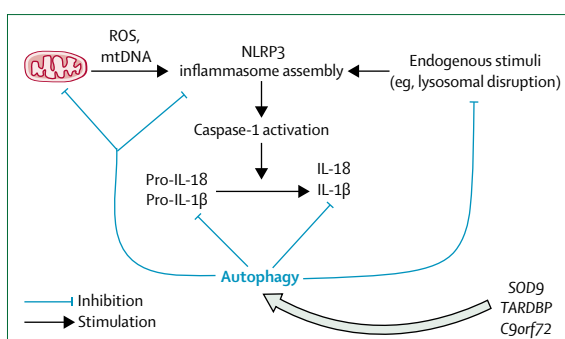 ROS,
mtDNA
NLRP3
inflammasome assembly
Endogenous stimuli
(eg, lysosomal disruption)
Caspase-1 activation
Pro-IL-18
Pro-IL-1β
IL-18
IL-1β
Autophagy
Inhibition
Stimulation
SOD9
TARDBP
C9orf72